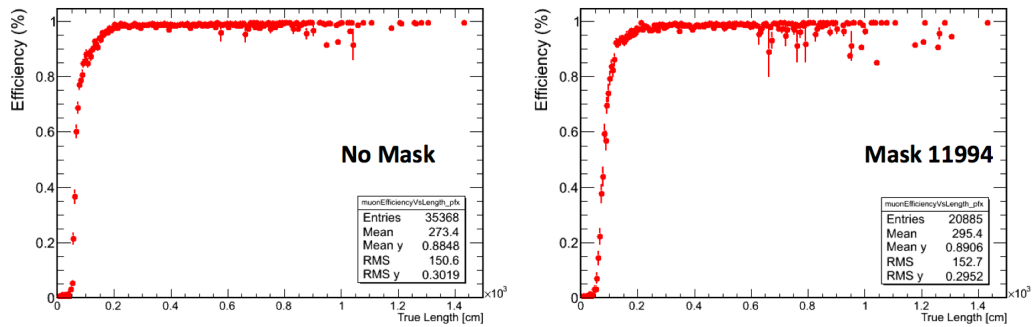 Efficiency (%)
1
0.8
0.6
0.4
0.2
0
No Mask
muonEfficiencyVsLength_pfx
Entries 35368
Mean 273.4
Mean y 0.8848
RMS 150.6
RMS y 0.3019
0 0.2 0.4 0.6 0.8 1 1.2 1.4
×10³
True Length [cm]
Efficiency (%)
1
0.8
0.6
0.4
0.2
0
Mask 11994
muonEfficiencyVsLength_pfx
Entries 20885
Mean 295.4
Mean y 0.8906
RMS 152.7
RMS y 0.2952
0 0.2 0.4 0.6 0.8 1 1.2 1.4
×10³
True Length [cm]